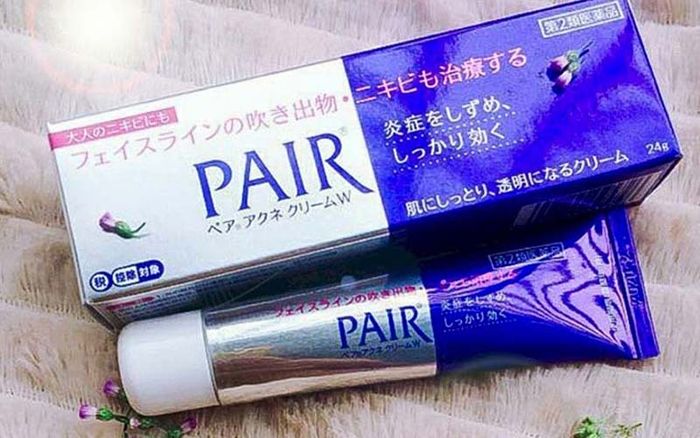 第2類医薬品
大人のニキビにも
フェイスラインの吹き出物・ニキビも治療する
炎症をしずめ、
しっかり効く
PAIR®
ペア®アクネクリームW
24g
肌にしっとり、透明になるクリーム
税 控除 対象
第2類医薬品
フェイスラインの吹き出物・
炎症をしずめ、
しっかり効く
PAIR®
ペア®アクネクリームW